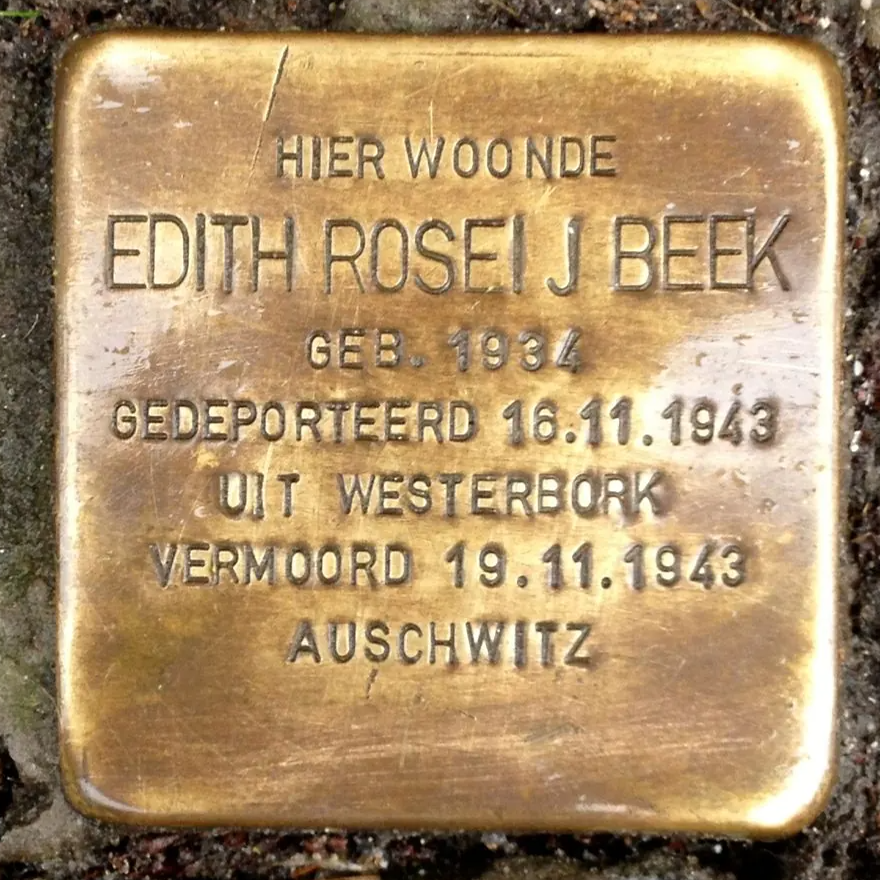 HIER WOONDE
EDITH ROSEI J BEEK
GEB. 1934
GEDEPORTEERD 16.11.1943
UIT WESTERBORK
VERMOORD 19.11.1943
AUSCHWITZ